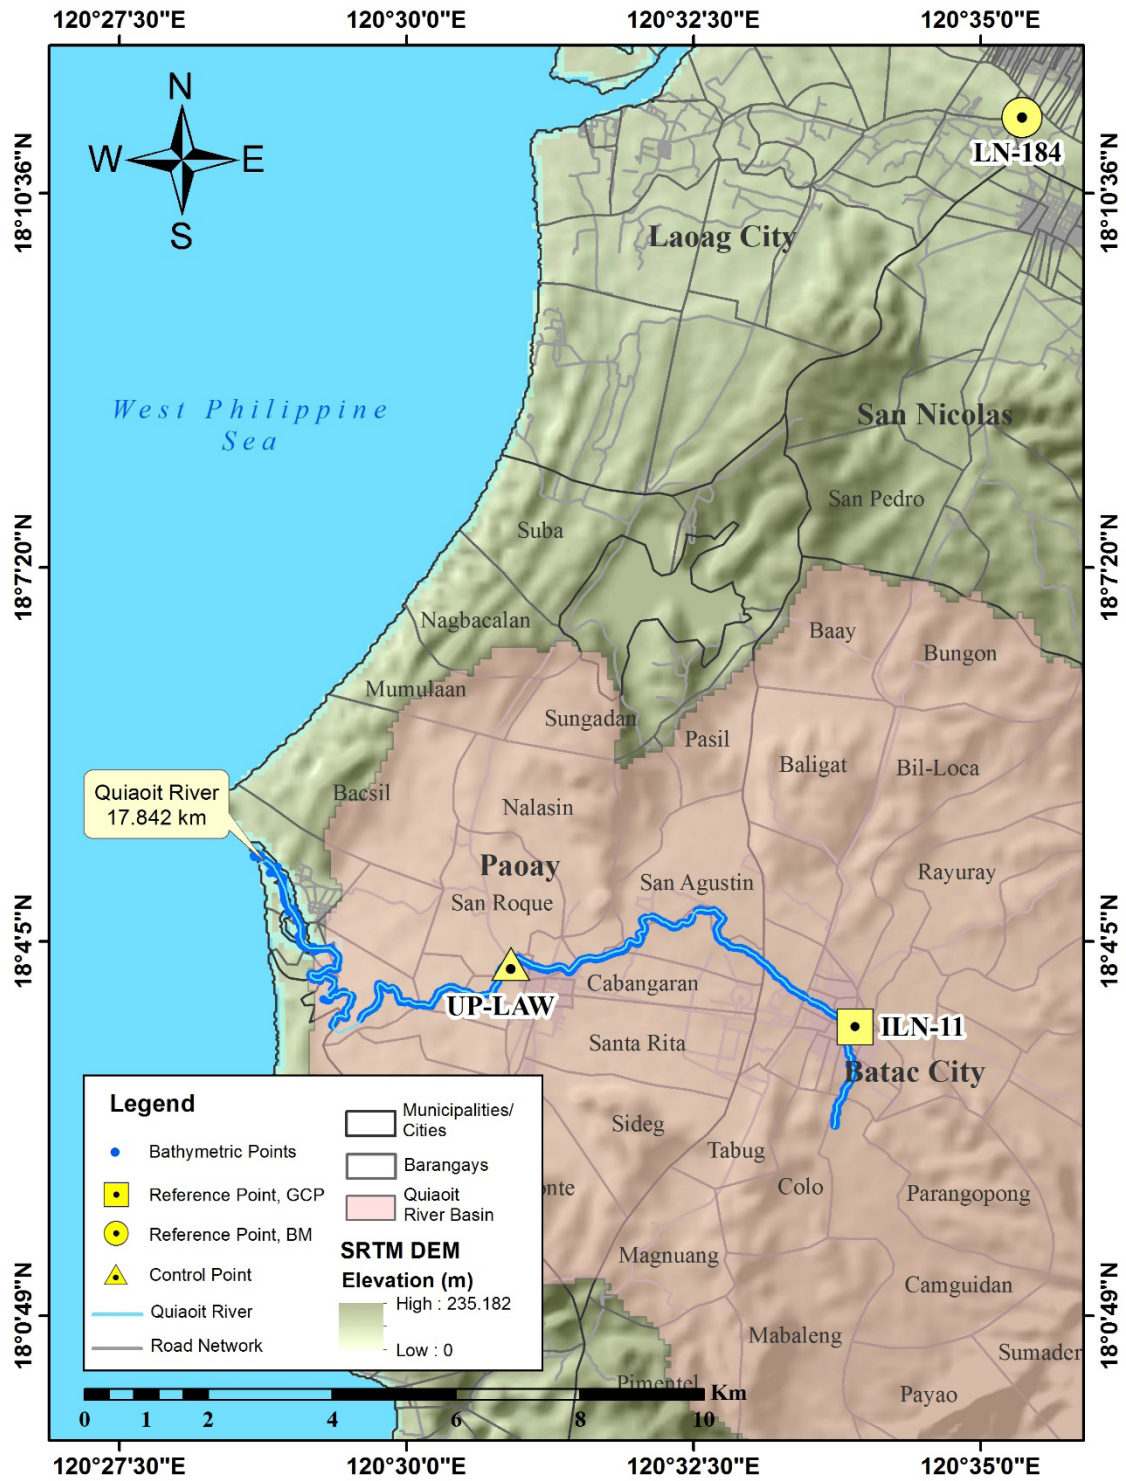 120°27'30"E 120°30'0"E 120°32'30"E 120°35'0"E
N
W E
S
LN-184
18°10'36"N 18°10'36"N
Laoag City
West Philippine
Sea
San Nicolas
San Pedro
Suba
18°7'20"N 18°7'20"N
Nagbacalan
Baay
Bungon
Mumulaan
Sungadan
Pasil
Baligat
Bil-Loca
Quiaoit River
17.842 km
Bacsil
Nalasin
Paoay
Rayuray
San Agustin
San Roque
18°4'5"N 18°4'5"N
Cabangaran
UP-LAW
ILN-11
Santa Rita
Batac City
Sideg
Tabug
Colo
onte
Parangopong
Magnuang
Camguidan
18°0'49"N 18°0'49"N
Mabaleng
Sumader
Pimentel
Payao
Legend
Bathymetric Points
Reference Point, GCP
Reference Point, BM
Control Point
Quiaoit River
Road Network
Municipalities/
Cities
Barangays
Quiaoit
River Basin
SRTM DEM
Elevation (m)
High : 235.182
Low : 0
Km
0 1 2 4 6 8 10
120°27'30"E 120°30'0"E 120°32'30"E 120°35'0"E